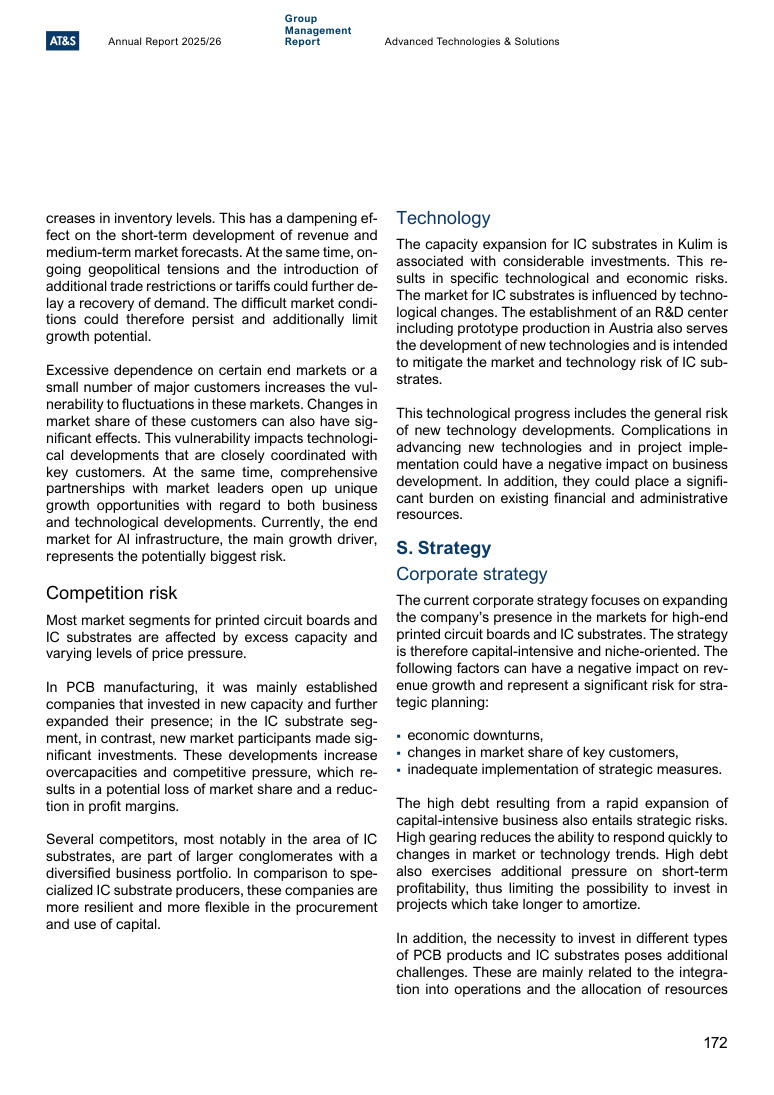 Group
Management
Report
AT&S
Annual Report 2025/26
Advanced Technologies & Solutions
creases in inventory levels. This has a dampening ef-
fect on the short-term development of revenue and
medium-term market forecasts. At the same time, on-
going geopolitical tensions and the introduction of
additional trade restrictions or tariffs could further de-
lay a recovery of demand. The difficult market condi-
tions could therefore persist and additionally limit
growth potential.
Excessive dependence on certain end markets or a
small number of major customers increases the vul-
nerability to fluctuations in these markets. Changes in
market share of these customers can also have sig-
nificant effects. This vulnerability impacts technologi-
cal developments that are closely coordinated with
key customers. At the same time, comprehensive
partnerships with market leaders open up unique
growth opportunities with regard to both business
and technological developments. Currently, the end
market for AI infrastructure, the main growth driver,
represents the potentially biggest risk.
Competition risk
Most market segments for printed circuit boards and
IC substrates are affected by excess capacity and
varying levels of price pressure.
In PCB manufacturing, it was mainly established
companies that invested in new capacity and further
expanded their presence; in the IC substrate seg-
ment, in contrast, new market participants made sig-
nificant investments. These developments increase
overcapacities and competitive pressure, which re-
sults in a potential loss of market share and a reduc-
tion in profit margins.
Several competitors, most notably in the area of IC
substrates, are part of larger conglomerates with a
diversified business portfolio. In comparison to spe-
cialized IC substrate producers, these companies are
more resilient and more flexible in the procurement
and use of capital.
Technology
The capacity expansion for IC substrates in Kulim is
associated with considerable investments. This re-
sults in specific technological and economic risks.
The market for IC substrates is influenced by techno-
logical changes. The establishment of an R&D center
including prototype production in Austria also serves
the development of new technologies and is intended
to mitigate the market and technology risk of IC sub-
strates.
This technological progress includes the general risk
of new technology developments. Complications in
advancing new technologies and in project imple-
mentation could have a negative impact on business
development. In addition, they could place a signifi-
cant burden on existing financial and administrative
resources.
S. Strategy
Corporate strategy
The current corporate strategy focuses on expanding
the company's presence in the markets for high-end
printed circuit boards and IC substrates. The strategy
is therefore capital-intensive and niche-oriented. The
following factors can have a negative impact on rev-
enue growth and represent a significant risk for stra-
tegic planning:
▪ economic downturns,
▪ changes in market share of key customers,
▪ inadequate implementation of strategic measures.
The high debt resulting from a rapid expansion of
capital-intensive business also entails strategic risks.
High gearing reduces the ability to respond quickly to
changes in market or technology trends. High debt
also exercises additional pressure on short-term
profitability, thus limiting the possibility to invest in
projects which take longer to amortize.
In addition, the necessity to invest in different types
of PCB products and IC substrates poses additional
challenges. These are mainly related to the integra-
tion into operations and the allocation of resources
172